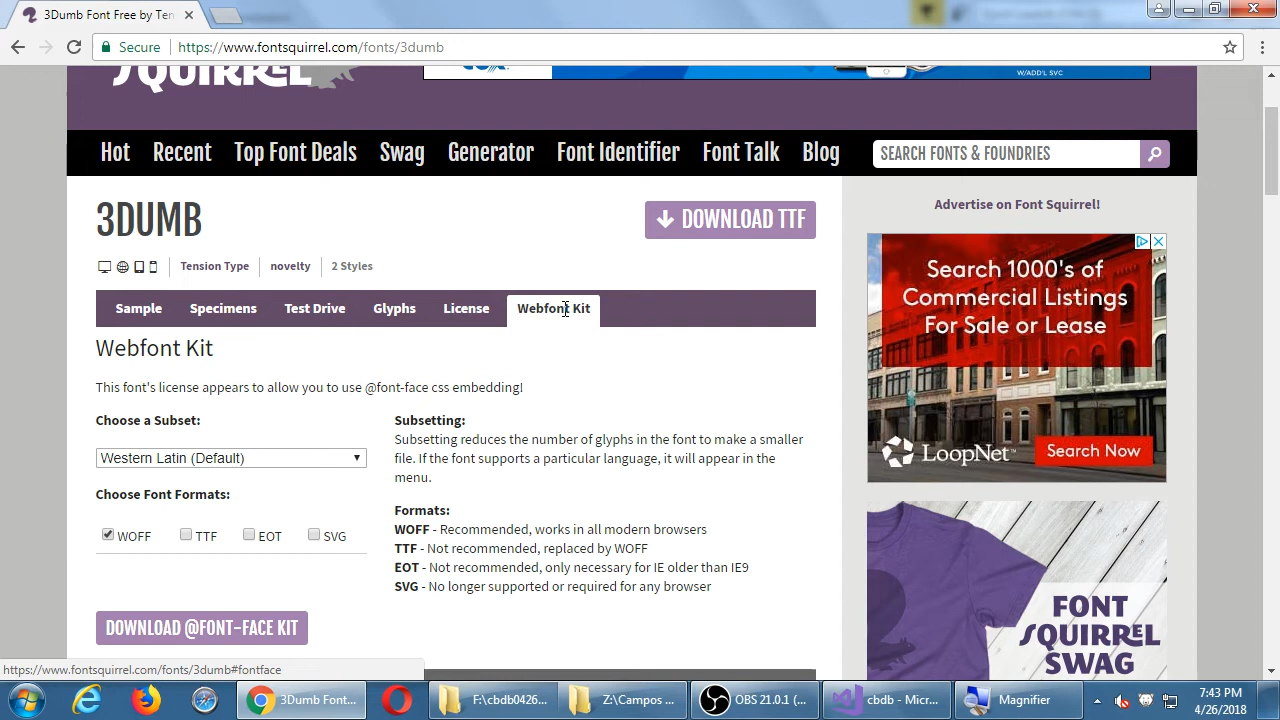 3Dumb Font Free by Ten
Secure
https://www.fontsquirrel.com/fonts/3dumb
SQUIRREL
W/ADD'L SVC
Hot Recent Top Font Deals Swag Generator Font Identifier Font Talk Blog
SEARCH FONTS & FOUNDRIES
3DUMB
DOWNLOAD TTF
Tension Type novelty 2 Styles
Sample Specimens Test Drive Glyphs License Webfont Kit
Webfont Kit
This font's license appears to allow you to use @font-face css embedding!
Choose a Subset:
Western Latin (Default)
Choose Font Formats:
WOFF TTF EOT SVG
Subsetting:
Subsetting reduces the number of glyphs in the font to make a smaller
file. If the font supports a particular language, it will appear in the
menu.
Formats:
WOFF - Recommended, works in all modern browsers
TTF - Not recommended, replaced by WOFF
EOT - Not recommended, only necessary for IE older than IE9
SVG - No longer supported or required for any browser
DOWNLOAD @FONT-FACE KIT
Advertise on Font Squirrel!
Search 1000's of
Commercial Listings
For Sale or Lease
LoopNet™
Search Now
FONT
SQUIRREL
SWAG
https://www.fontsquirrel.com/fonts/3dumb#fontface
3Dumb Font...
F:\cbdb0426...
Z:\Campos ...
OBS 21.0.1 (...
cbdb - Micr...
Magnifier
7:43 PM
4/26/2018